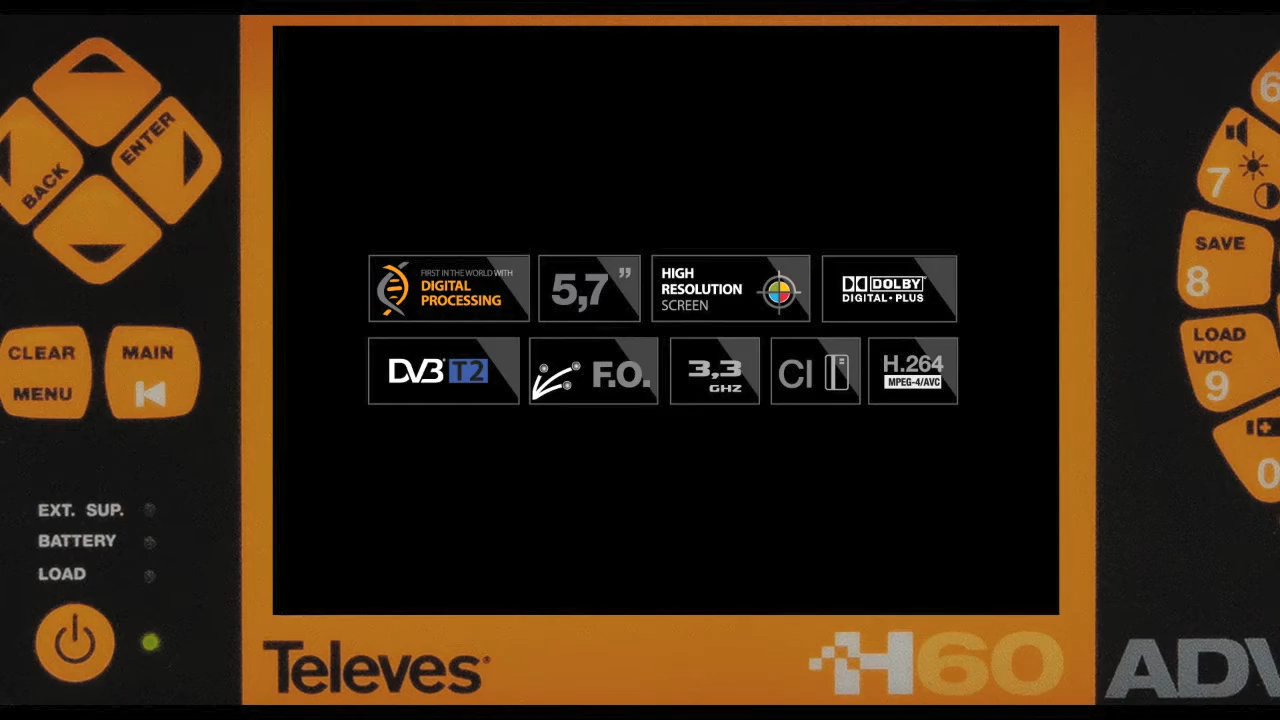 ENTER
BACK
CLEAR
MENU
MAIN
EXT. SUP.
BATTERY
LOAD
FIRST IN THE WORLD WITH
DIGITAL
PROCESSING
5,7”
HIGH
RESOLUTION
SCREEN
DOLBY
DIGITAL•PLUS
DVB T2
F.O.
3,3
GHZ
CI
H.264
MPEG-4/AVC
6
7
SAVE
8
LOAD
VDC
9
0
Televes
H60
ADV